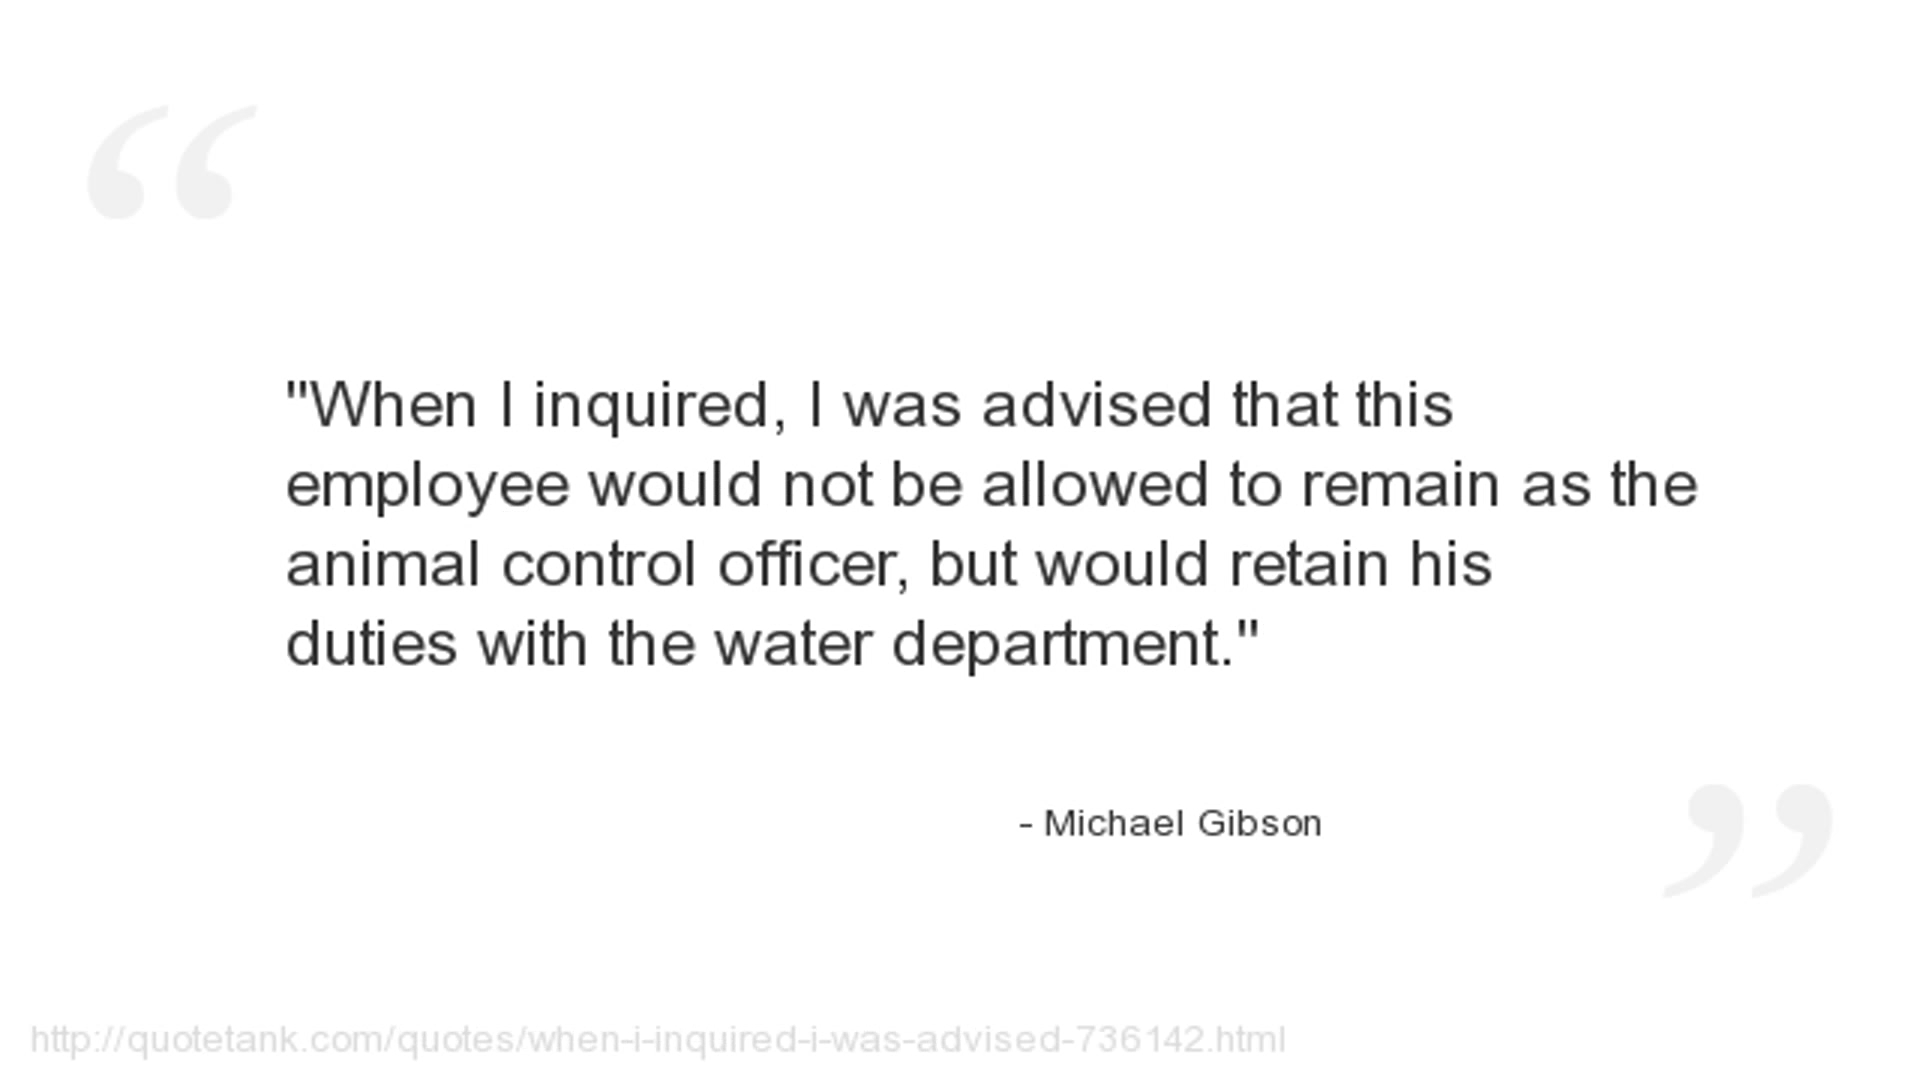 "When I inquired, I was advised that this
employee would not be allowed to remain as the
animal control officer, but would retain his
duties with the water department."
- Michael Gibson
http://quotetank.com/quotes/when-i-inquired-i-was-advised-736142.html